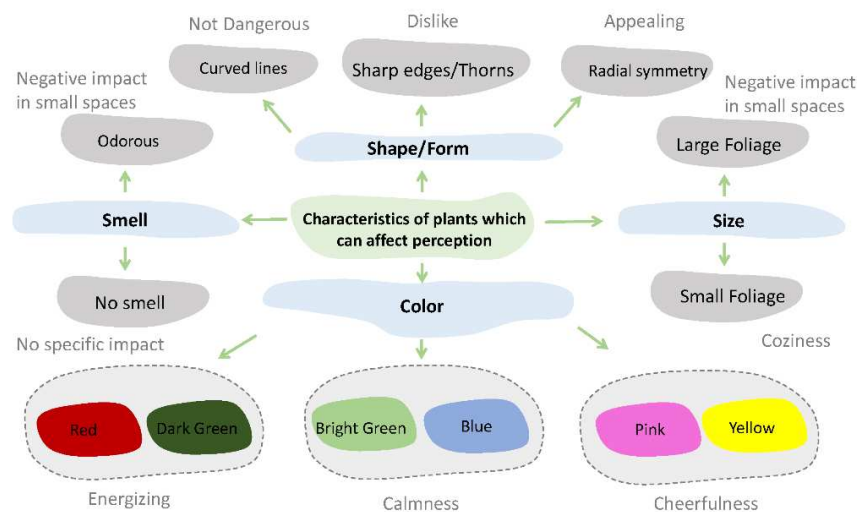 Not Dangerous
Dislike
Appealing
Curved lines
Sharp edges/Thorns
Radial symmetry
Negative impact
in small spaces
Negative impact
in small spaces
Odorous
Shape/Form
Large Foliage
Smell
Characteristics of plants which
can affect perception
Size
No smell
Color
Small Foliage
No specific impact
Coziness
Red
Dark Green
Bright Green
Blue
Pink
Yellow
Energizing
Calmness
Cheerfulness